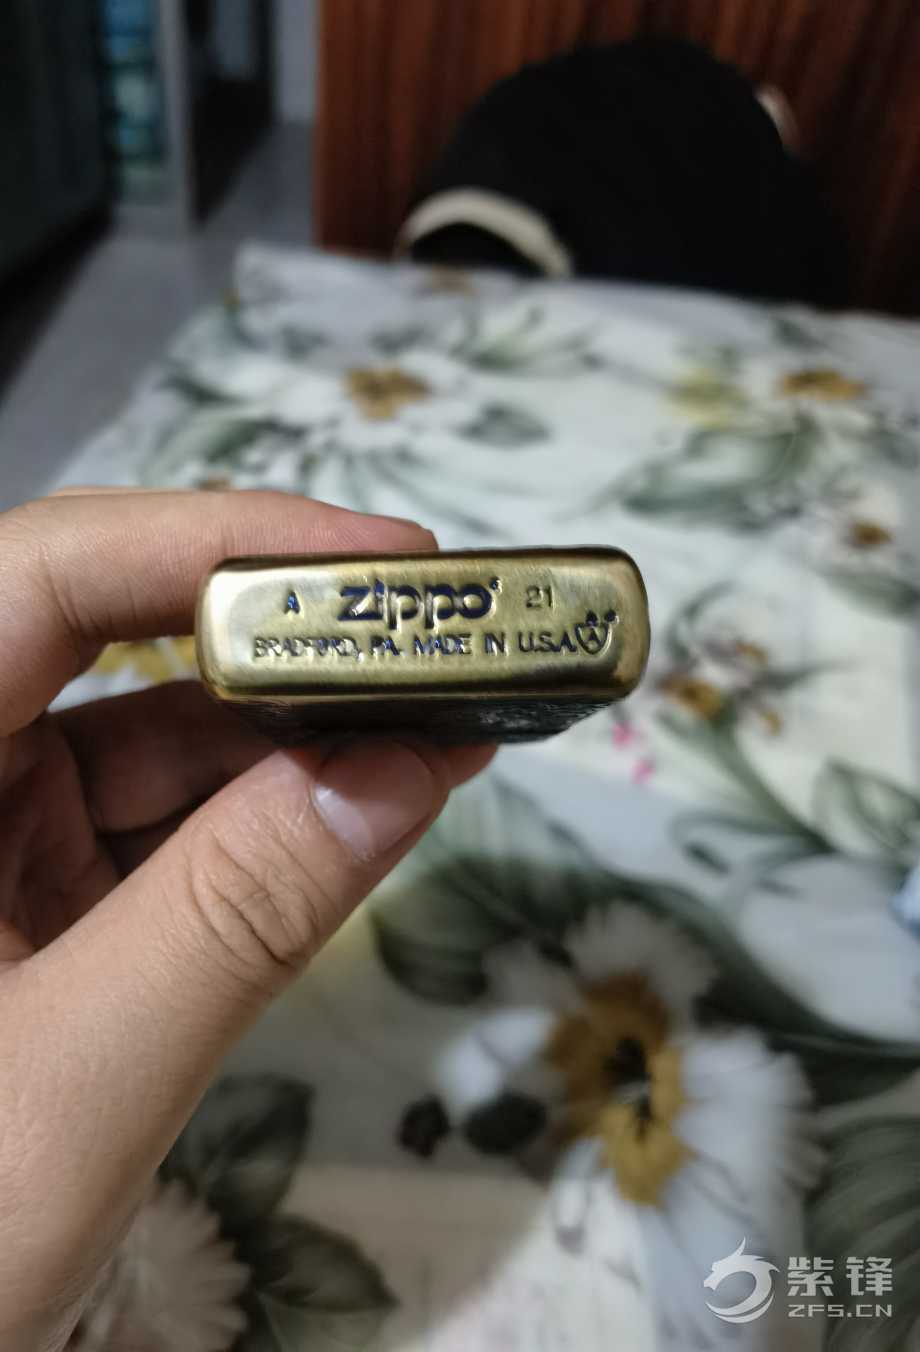 A zippo 21
BRADFORD, PA. MADE IN U.S.A.
紫锋
ZFS.CN